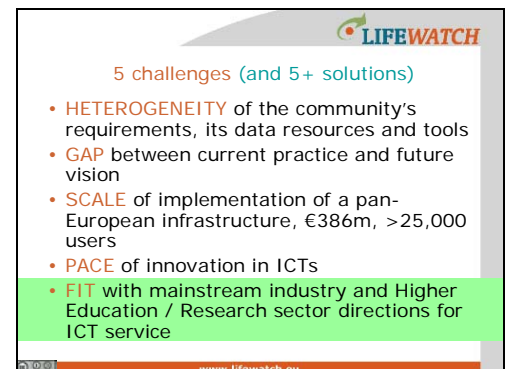 LIFEWATCH
5 challenges (and 5+ solutions)
• HETEROGENEITY of the community's
requirements, its data resources and tools
• GAP between current practice and future
vision
• SCALE of implementation of a pan-
European infrastructure, €386m, >25,000
users
• PACE of innovation in ICTs
• FIT with mainstream industry and Higher
Education / Research sector directions for
ICT service
www.lifewatch.eu